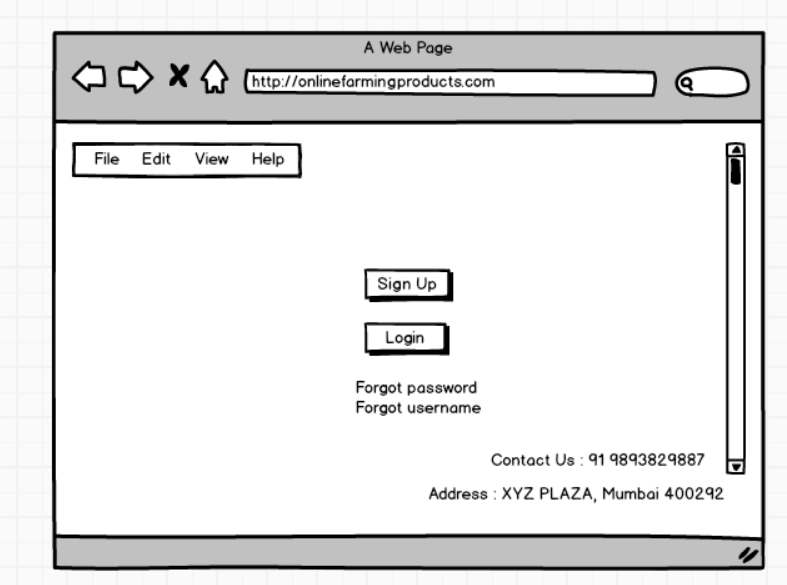 A Web Page
http://onlinefarmingproducts.com
File Edit View Help
Sign Up
Login
Forgot password
Forgot username
Contact Us : 91 9893829887
Address : XYZ PLAZA, Mumbai 400292